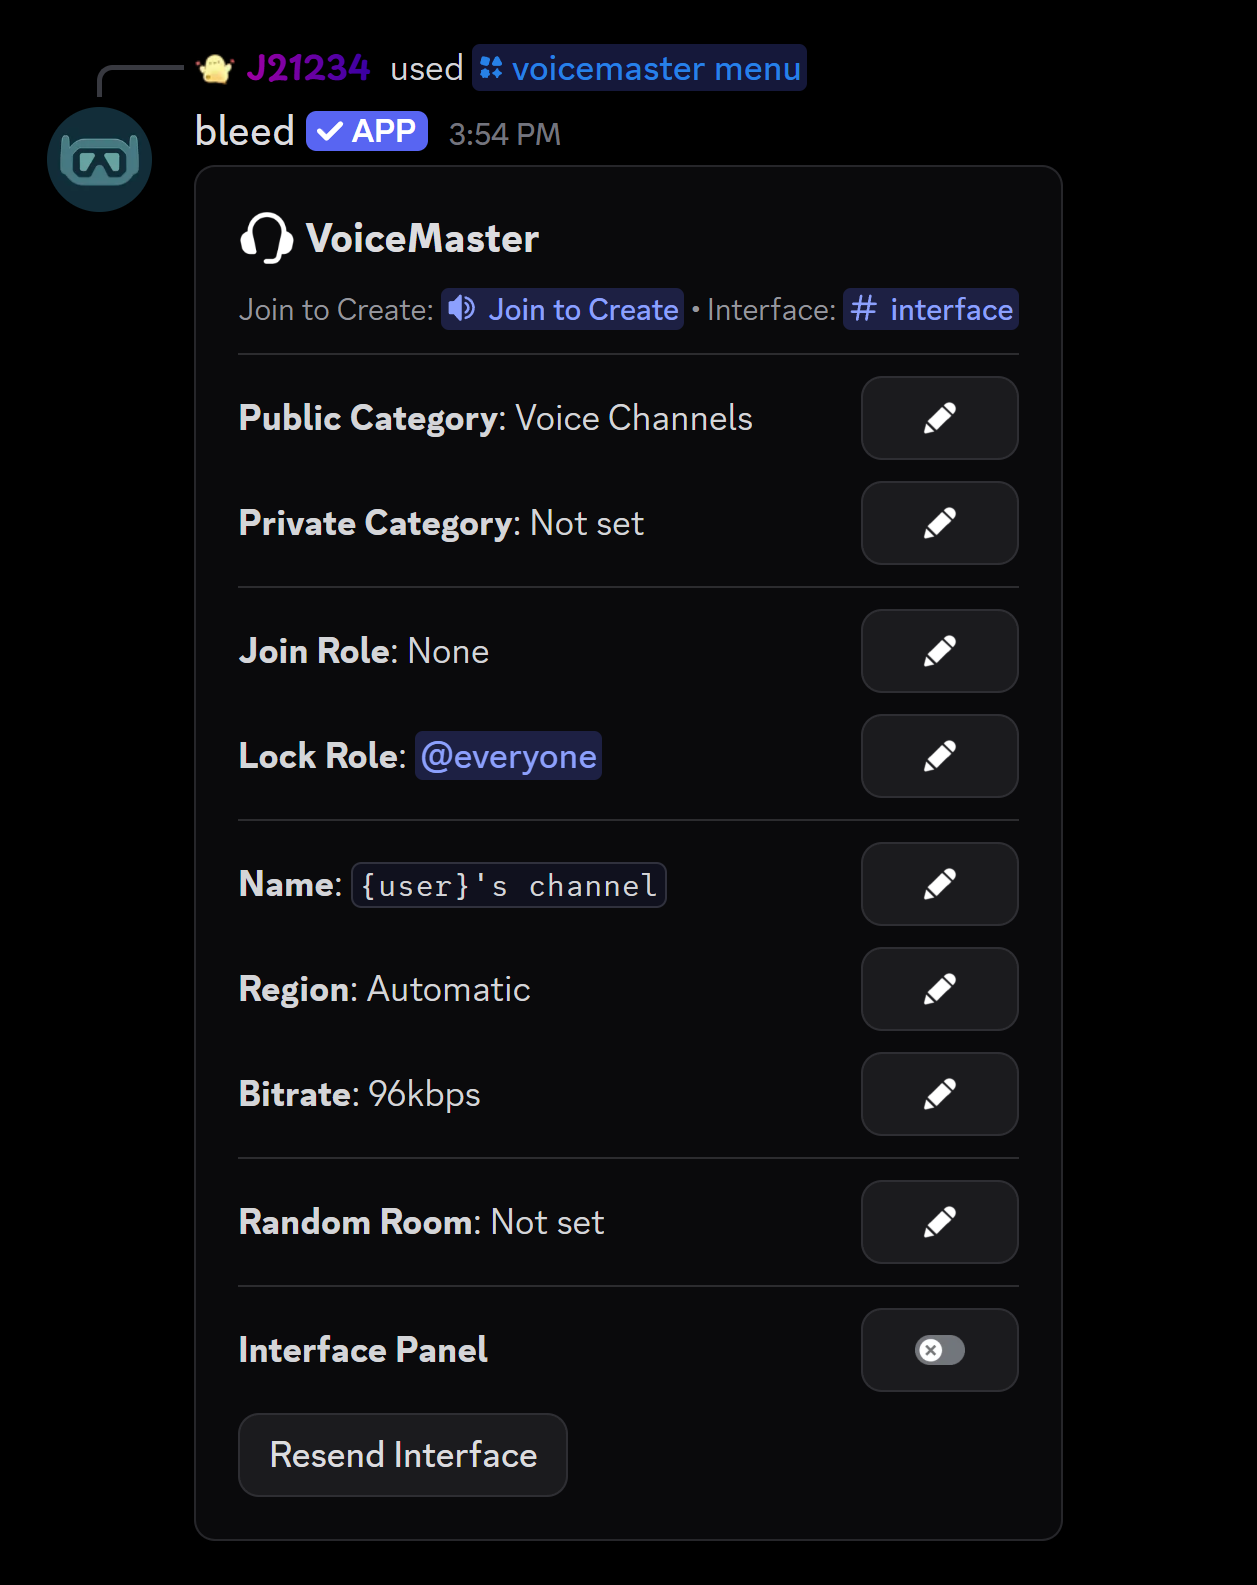 J21234 used voicemaster menu
bleed APP 3:54 PM
VoiceMaster
Join to Create: Join to Create • Interface: # interface
Public Category: Voice Channels
Private Category: Not set
Join Role: None
Lock Role: @everyone
Name: {user}'s channel
Region: Automatic
Bitrate: 96kbps
Random Room: Not set
Interface Panel
Resend Interface